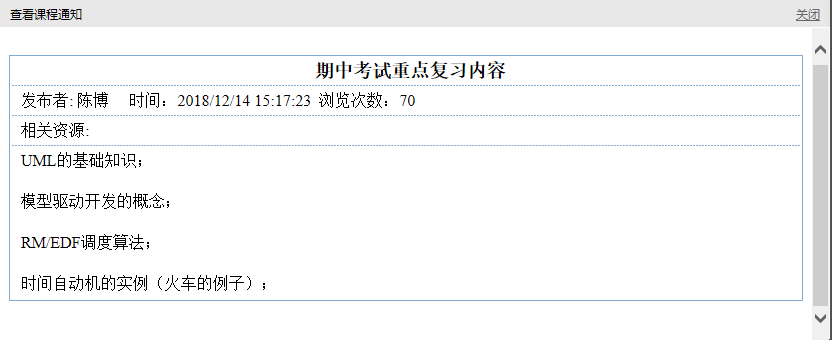 查看课程通知 关闭
期中考试重点复习内容
发布者: 陈博 时间：2018/12/14 15:17:23 浏览次数：70
相关资源:
UML的基础知识；
模型驱动开发的概念；
RM/EDF调度算法；
时间自动机的实例（火车的例子）；